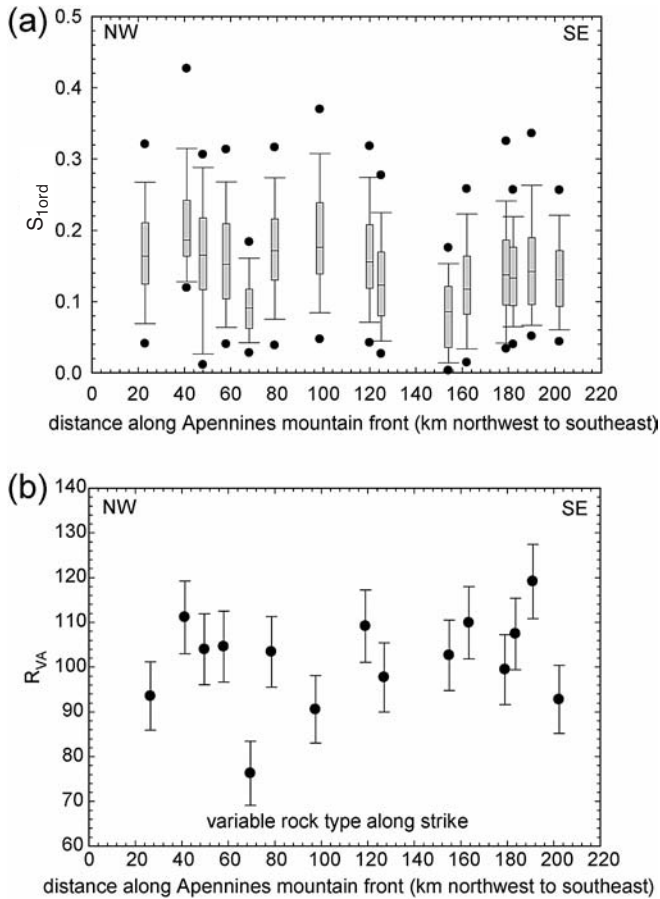 (a)
NW
SE
0.5
0.4
0.3
0.2
0.1
0.0
S1ord
0 20 40 60 80 100 120 140 160 180 200 220
distance along Apennines mountain front (km northwest to southeast)
(b)
NW
SE
140
130
120
110
100
90
80
70
60
RVA
variable rock type along strike
0 20 40 60 80 100 120 140 160 180 200 220
distance along Apennines mountain front (km northwest to southeast)